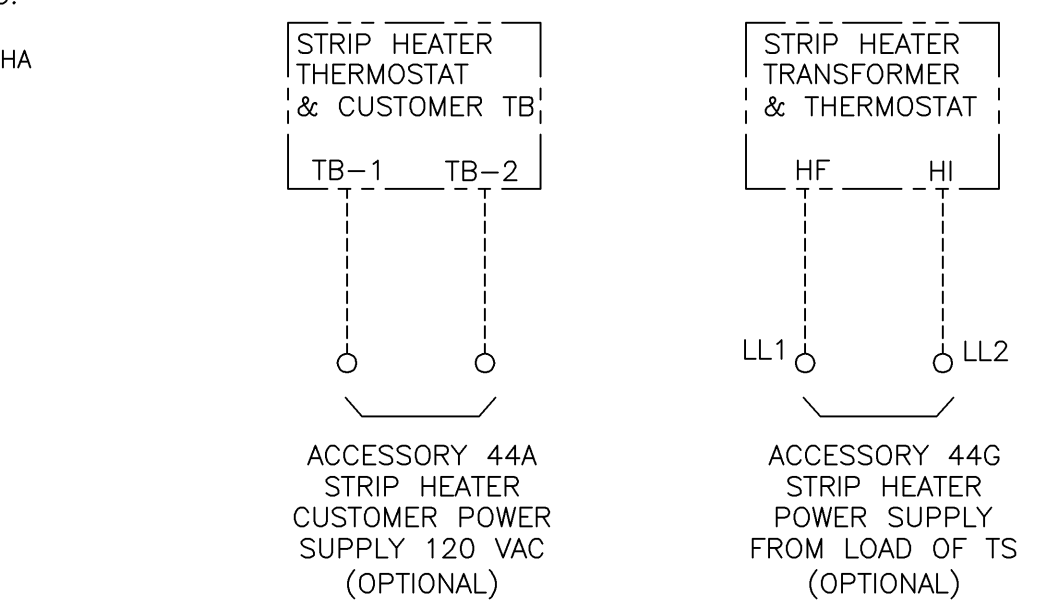 HA
STRIP HEATER
THERMOSTAT
& CUSTOMER TB
TB-1 TB-2
ACCESSORY 44A
STRIP HEATER
CUSTOMER POWER
SUPPLY 120 VAC
(OPTIONAL)
STRIP HEATER
TRANSFORMER
& THERMOSTAT
HF HI
LL1 LL2
ACCESSORY 44G
STRIP HEATER
POWER SUPPLY
FROM LOAD OF TS
(OPTIONAL)